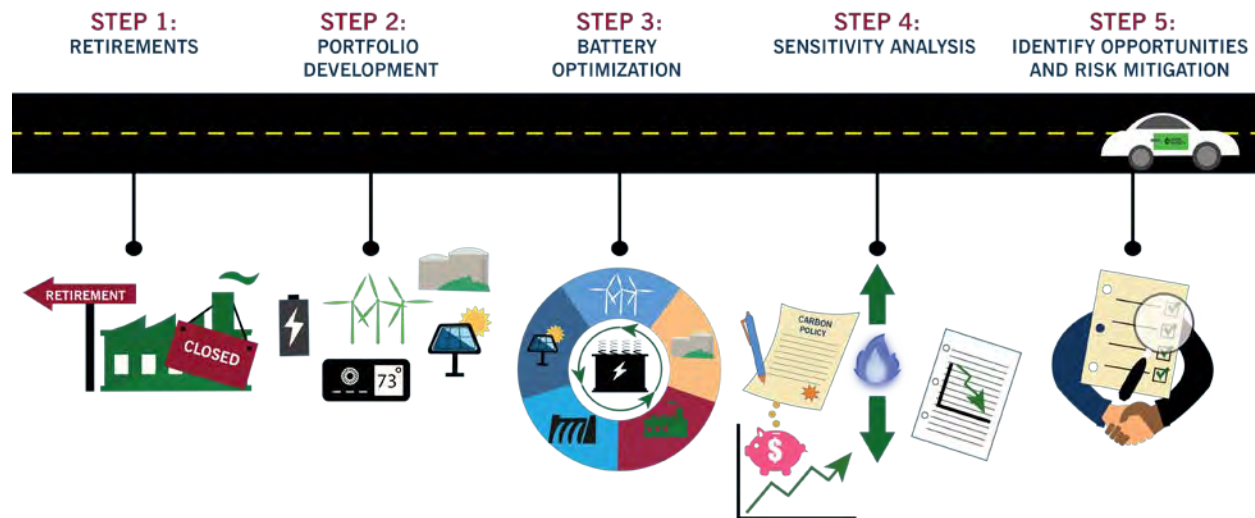 STEP 1:
RETIREMENTS
STEP 2:
PORTFOLIO
DEVELOPMENT
STEP 3:
BATTERY
OPTIMIZATION
STEP 4:
SENSITIVITY ANALYSIS
STEP 5:
IDENTIFY OPPORTUNITIES
AND RISK MITIGATION
RETIREMENT
CLOSED
73°
CARBON
POLICY
$